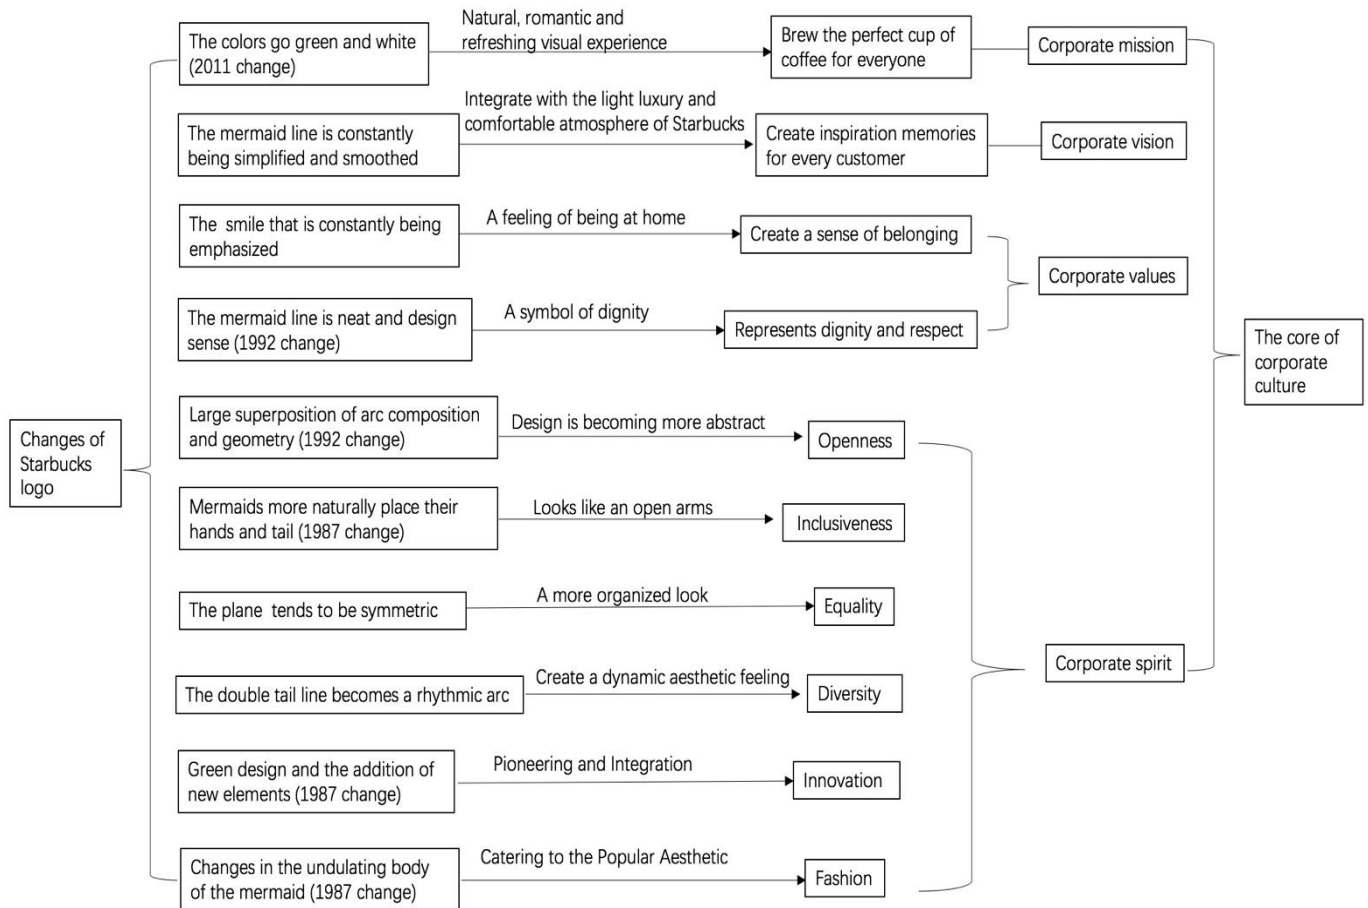 Natural, romantic and
refreshing visual experience
The colors go green and white
(2011 change)
Brew the perfect cup of
coffee for everyone
Corporate mission
Integrate with the light luxury and
comfortable atmosphere of Starbucks
The mermaid line is constantly
being simplified and smoothed
Create inspiration memories
for every customer
Corporate vision
The smile that is constantly being
emphasized
A feeling of being at home
Create a sense of belonging
Corporate values
The mermaid line is neat and design
sense (1992 change)
A symbol of dignity
Represents dignity and respect
The core of
corporate
culture
Changes of
Starbucks
logo
Large superposition of arc composition
and geometry (1992 change)
Design is becoming more abstract
Openness
Mermaids more naturally place their
hands and tail (1987 change)
Looks like an open arms
Inclusiveness
The plane tends to be symmetric
A more organized look
Equality
Corporate spirit
The double tail line becomes a rhythmic arc
Create a dynamic aesthetic feeling
Diversity
Green design and the addition of
new elements (1987 change)
Pioneering and Integration
Innovation
Changes in the undulating body
of the mermaid (1987 change)
Catering to the Popular Aesthetic
Fashion